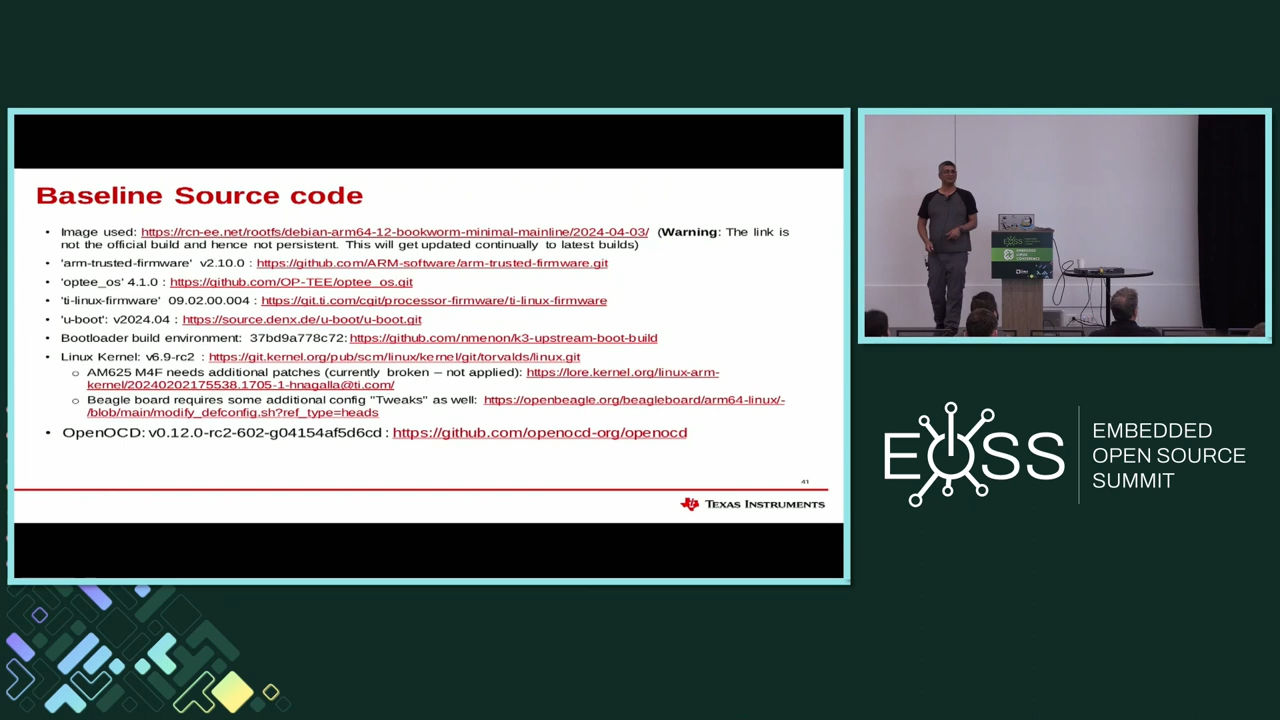 Baseline Source code
• Image used: https://rcn-ee.net/rootfs/debian-arm64-12-bookworm-minimal-mainline/2024-04-03/ (Warning: The link is
not the official build and hence not persistent. This will get updated continually to latest builds)
• 'arm-trusted-firmware' v2.10.0 : https://github.com/ARM-software/arm-trusted-firmware.git
• 'optee_os' 4.1.0 : https://github.com/OP-TEE/optee_os.git
• 'ti-linux-firmware' 09.02.00.004 : https://git.ti.com/cgit/processor-firmware/ti-linux-firmware
• 'u-boot': v2024.04 : https://source.denx.de/u-boot/u-boot.git
• Bootloader build environment: 37bd9a778c72: https://github.com/nmenon/k3-upstream-boot-build
• Linux Kernel: v6.9-rc2 : https://git.kernel.org/pub/scm/linux/kernel/git/torvalds/linux.git
o AM625 M4F needs additional patches (currently broken – not applied): https://lore.kernel.org/linux-arm-
kernel/20240202175538.1705-1-hnagalla@ti.com/
o Beagle board requires some additional config "Tweaks" as well: https://openbeagle.org/beagleboard/arm64-linux/-
/blob/main/modify_defconfig.sh?ref_type=heads
• OpenOCD: v0.12.0-rc2-602-g04154af5d6cd : https://github.com/openocd-org/openocd
41
TEXAS INSTRUMENTS
EOSS
EMBEDDED
OPEN SOURCE
SUMMIT